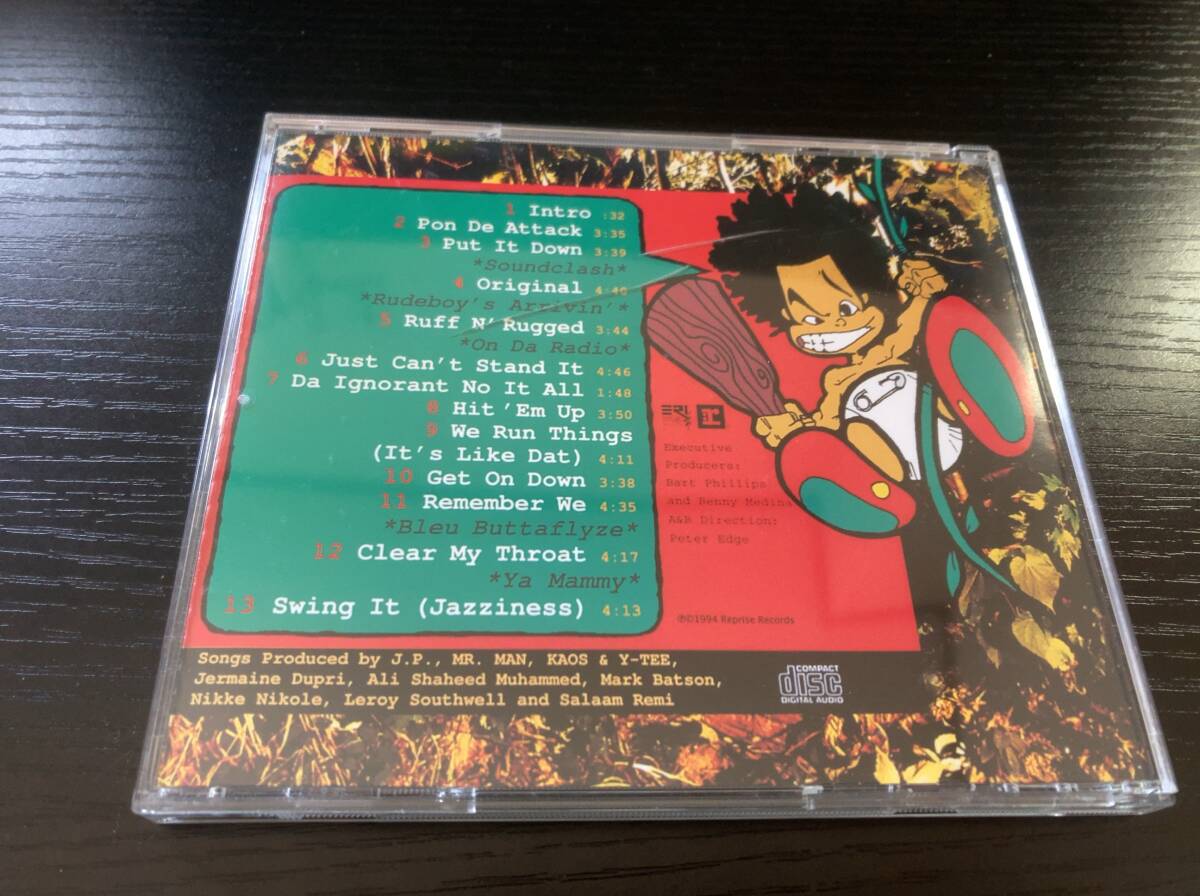 1 Intro :32
2 Pon De Attack 3:35
3 Put It Down 3:39
*Soundclash*
4 Original 4:40
*Rudeboy's Arrivin'*
5 Ruff N' Rugged 3:44
*On Da Radio*
6 Just Can't Stand It 4:46
7 Da Ignorant No It All 1:48
8 Hit 'Em Up 3:50
9 We Run Things
(It's Like Dat) 4:11
10 Get On Down 3:38
11 Remember We 4:35
*Bleu Buttaflyze*
12 Clear My Throat 4:17
*Ya Mammy*
13 Swing It (Jazziness) 4:13
Executive
Producers:
Bart Phillips
and Benny Medina
A&R Direction:
Peter Edge
℗©1994 Reprise Records
Songs Produced by J.P., MR. MAN, KAOS & Y-TEE,
Jermaine Dupri, Ali Shaheed Muhammed, Mark Batson,
Nikke Nikole, Leroy Southwell and Salaam Remi
COMPACT
disc
DIGITAL AUDIO